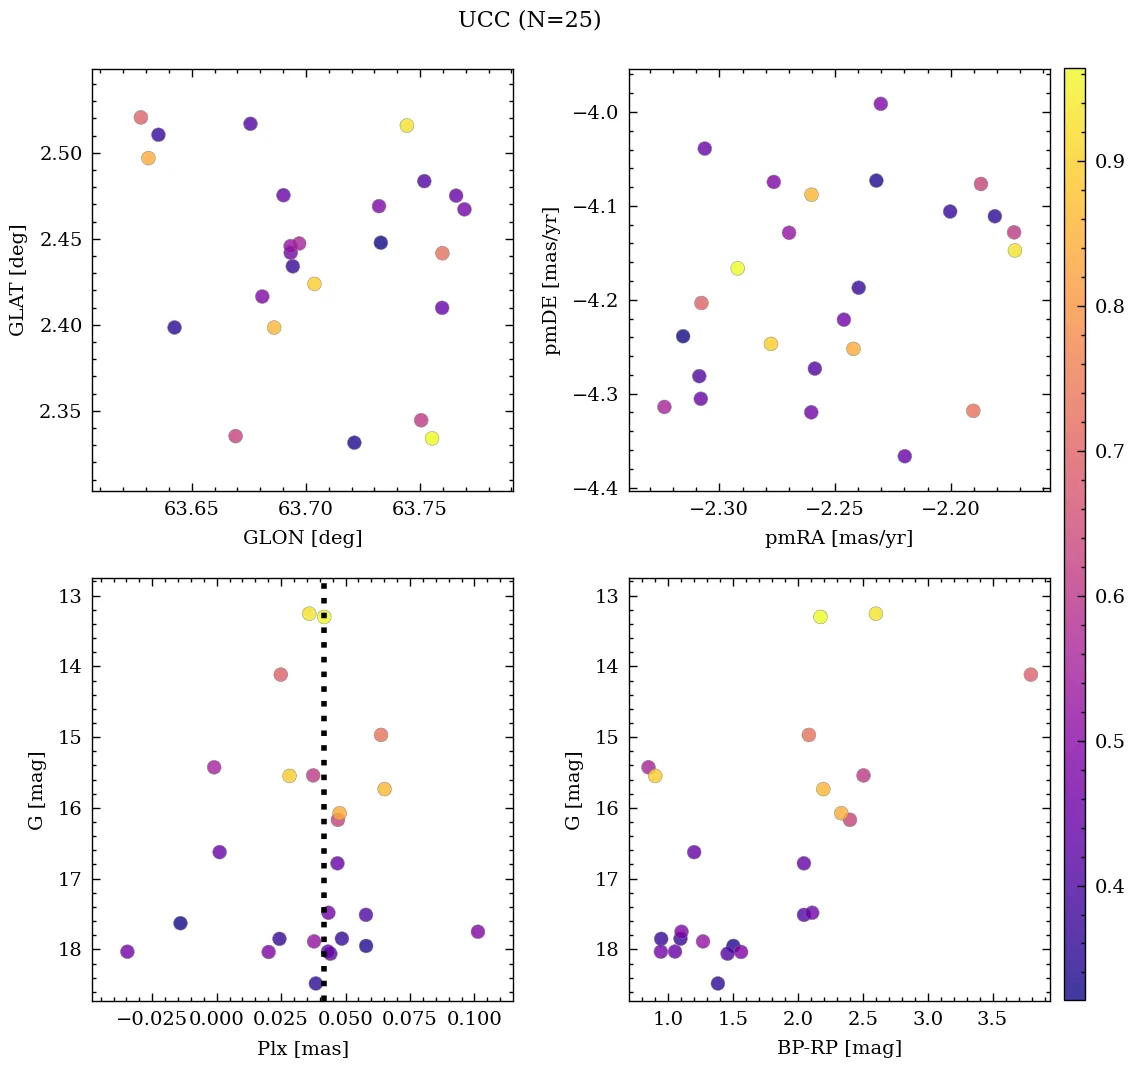 UCC (N=25)
2.50
2.45
2.40
2.35
GLAT [deg]
63.65 63.70 63.75
GLON [deg]
−4.0
−4.1
−4.2
−4.3
−4.4
pmDE [mas/yr]
−2.30 −2.25 −2.20
pmRA [mas/yr]
0.9
0.8
0.7
0.6
0.5
0.4
13
14
15
16
17
18
G [mag]
−0.025 0.000 0.025 0.050 0.075 0.100
Plx [mas]
13
14
15
16
17
18
G [mag]
1.0 1.5 2.0 2.5 3.0 3.5
BP-RP [mag]